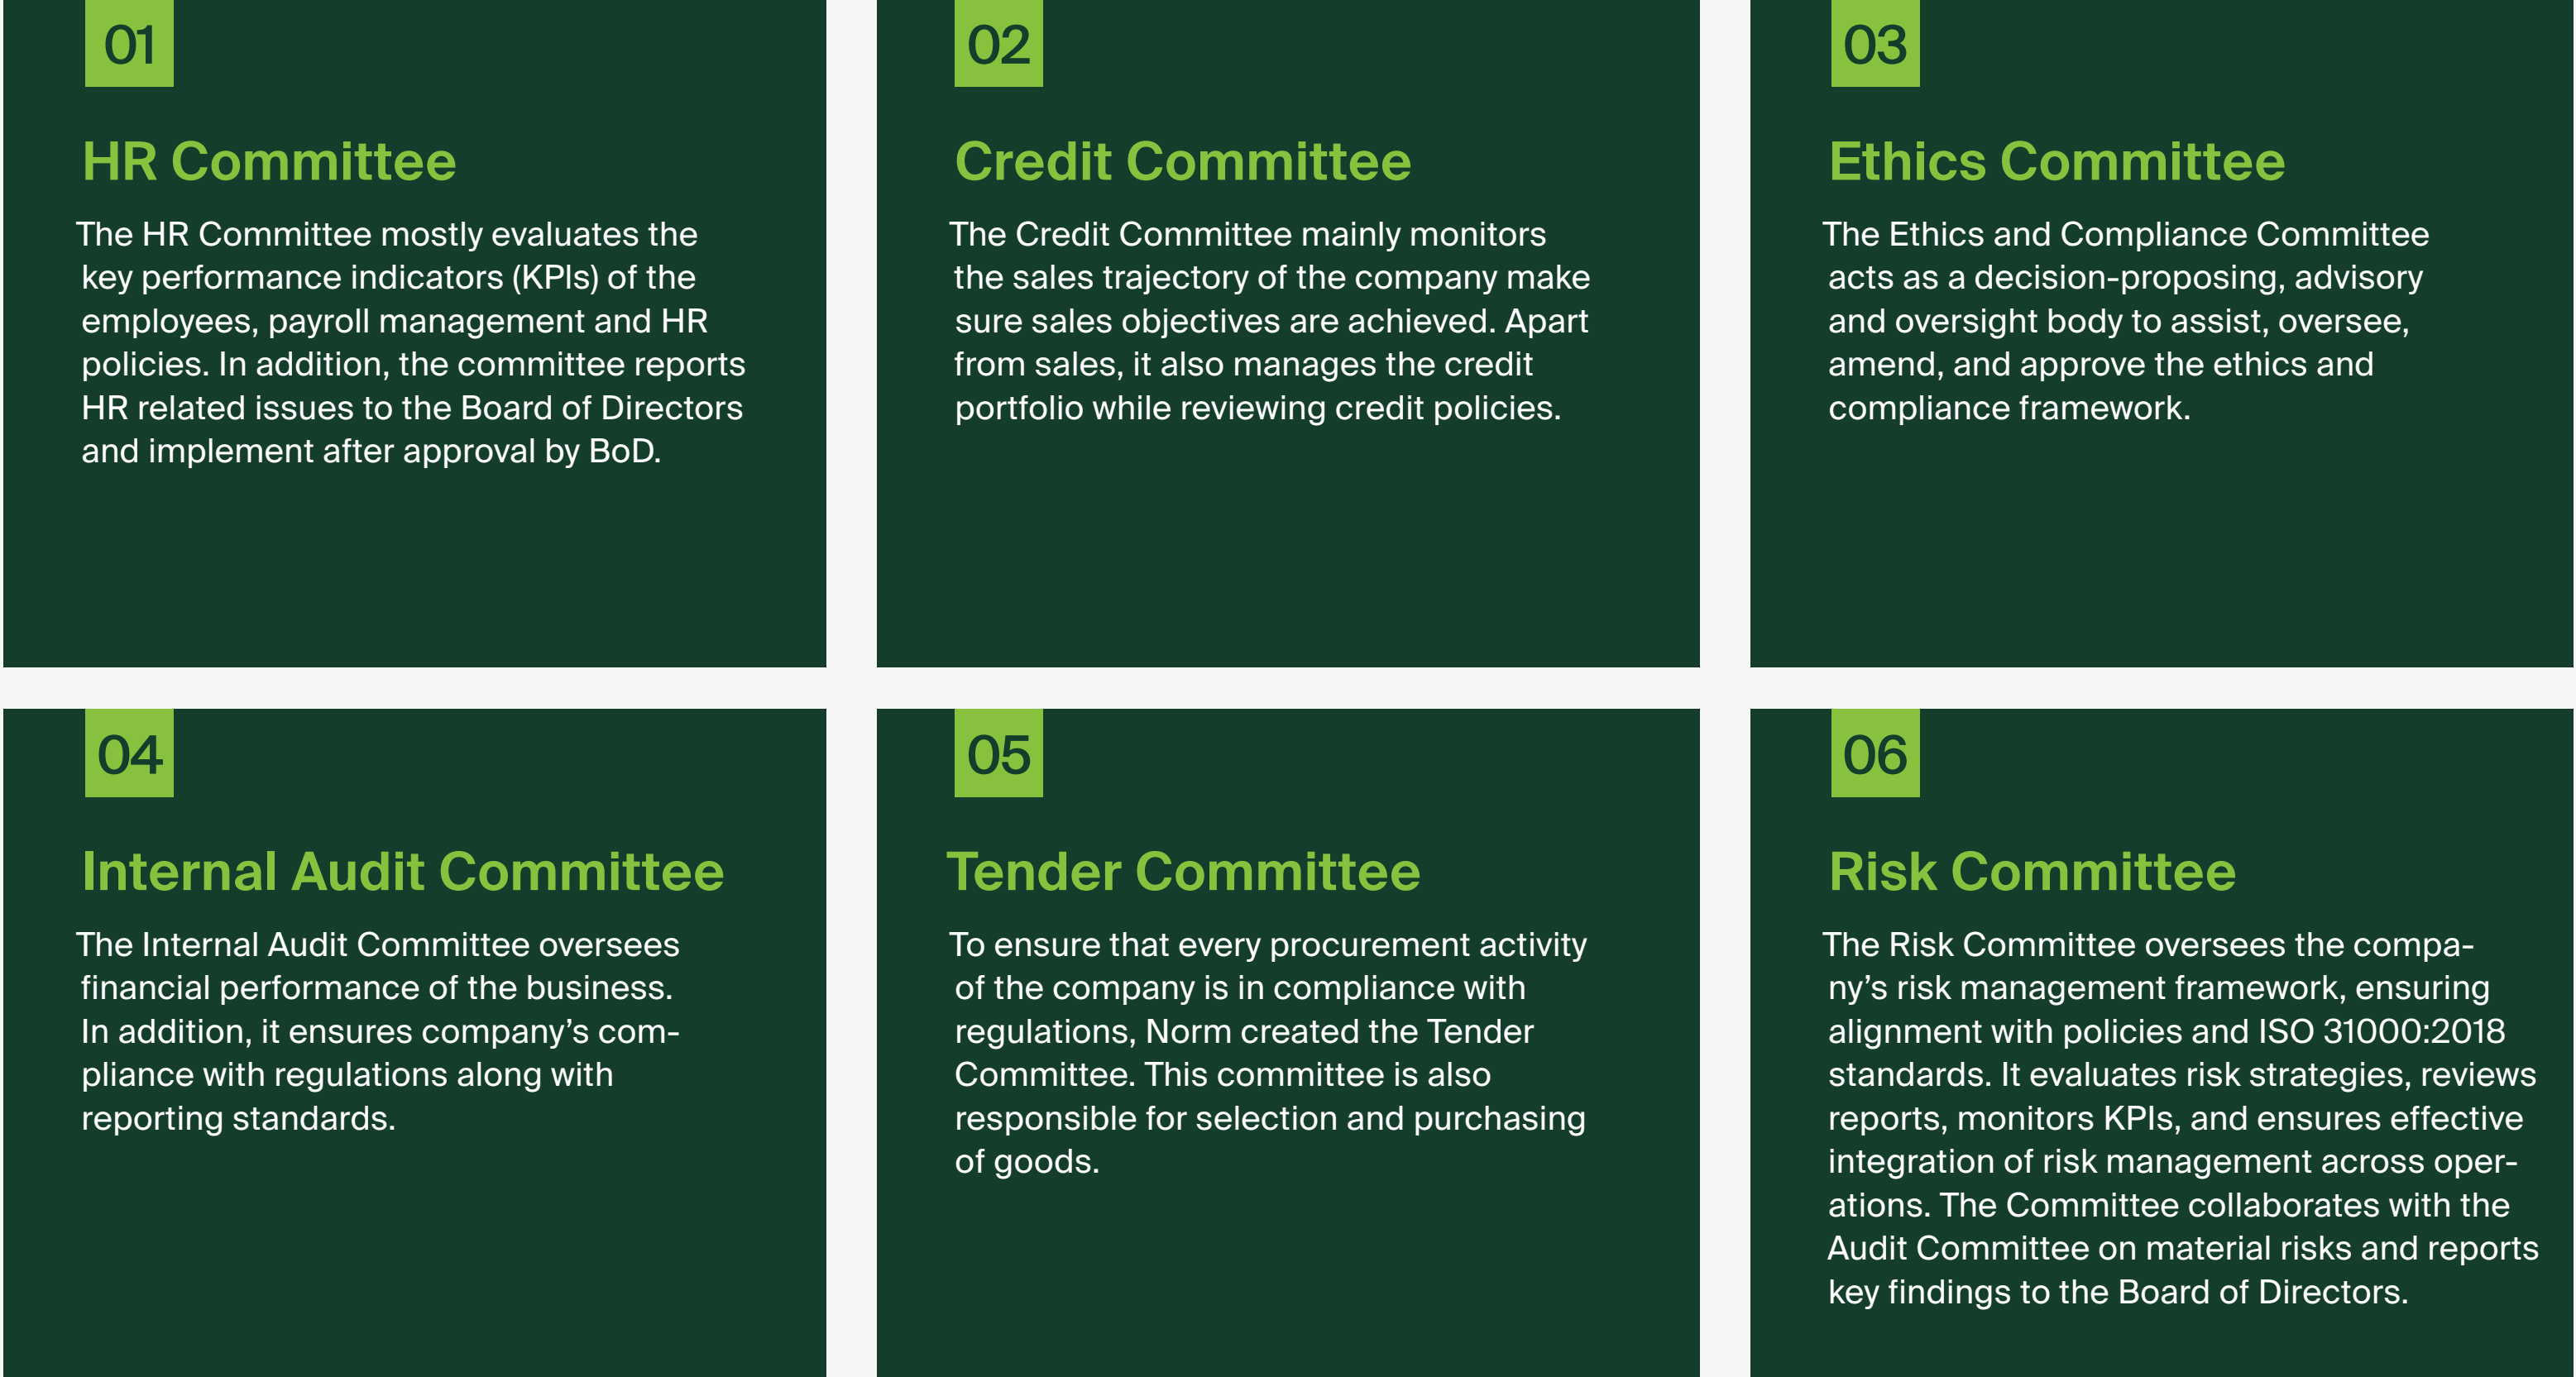 01
HR Committee
The HR Committee mostly evaluates the
key performance indicators (KPIs) of the
employees, payroll management and HR
policies. In addition, the committee reports
HR related issues to the Board of Directors
and implement after approval by BoD.
02
Credit Committee
The Credit Committee mainly monitors
the sales trajectory of the company make
sure sales objectives are achieved. Apart
from sales, it also manages the credit
portfolio while reviewing credit policies.
03
Ethics Committee
The Ethics and Compliance Committee
acts as a decision-proposing, advisory
and oversight body to assist, oversee,
amend, and approve the ethics and
compliance framework.
04
Internal Audit Committee
The Internal Audit Committee oversees
financial performance of the business.
In addition, it ensures company’s com-
pliance with regulations along with
reporting standards.
05
Tender Committee
To ensure that every procurement activity
of the company is in compliance with
regulations, Norm created the Tender
Committee. This committee is also
responsible for selection and purchasing
of goods.
06
Risk Committee
The Risk Committee oversees the compa-
ny’s risk management framework, ensuring
alignment with policies and ISO 31000:2018
standards. It evaluates risk strategies, reviews
reports, monitors KPIs, and ensures effective
integration of risk management across oper-
ations. The Committee collaborates with the
Audit Committee on material risks and reports
key findings to the Board of Directors.